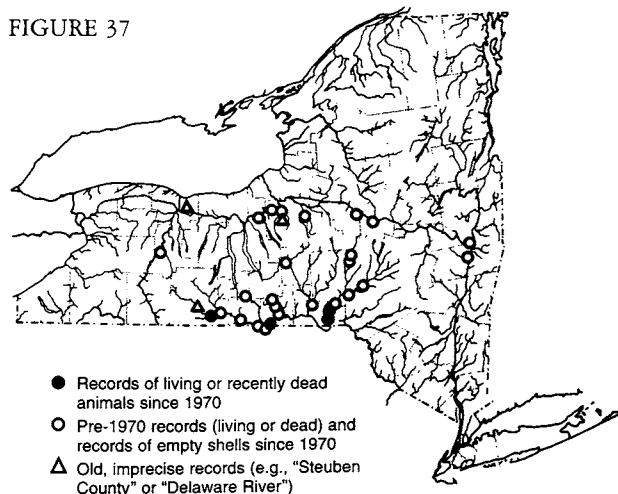 FIGURE 37
● Records of living or recently dead
animals since 1970
○ Pre-1970 records (living or dead) and
records of empty shells since 1970
△ Old, imprecise records (e.g., “Steuben
County” or “Delaware River”)